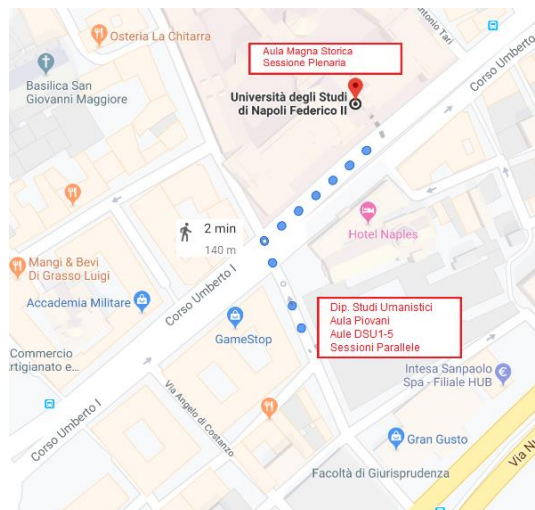 Osteria La Chitarra
Antonio Tari
Aula Magna Storica
Sessione Plenaria
Corso Umberto I
Basilica San
Giovanni Maggiore
Università degli Studi
di Napoli Federico II
2 min
140 m
Hotel Naples
Mangi & Bevi
Di Grasso Luigi
Accademia Militare
Corso Umberto I
GameStop
Dip. Studi Umanistici
Aula Piovani
Aule DSU1-5
Sessioni Parallele
Commercio
rtigianato e...
Intesa Sanpaolo
Spa - Filiale HUB
Via Angelo di Costanzo
Corso Umberto I
Gran Gusto
Via Nu
Facoltà di Giurisprudenza